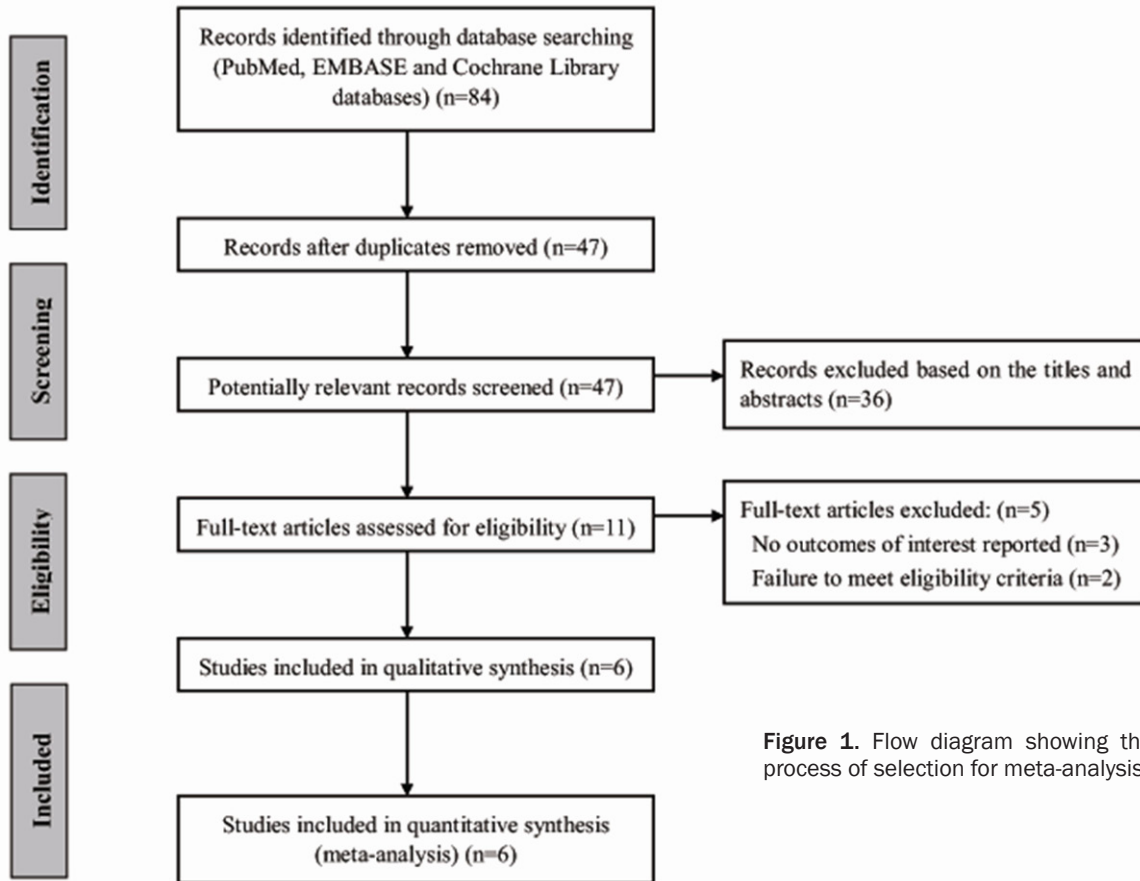 Identification
Records identified through database searching
(PubMed, EMBASE and Cochrane Library
databases) (n=84)
Records after duplicates removed (n=47)
Screening
Potentially relevant records screened (n=47)
Records excluded based on the titles and
abstracts (n=36)
Eligibility
Full-text articles assessed for eligibility (n=11)
Full-text articles excluded: (n=5)
No outcomes of interest reported (n=3)
Failure to meet eligibility criteria (n=2)
Studies included in qualitative synthesis (n=6)
Included
Studies included in quantitative synthesis
(meta-analysis) (n=6)
Figure 1. Flow diagram showing th
process of selection for meta-analysis